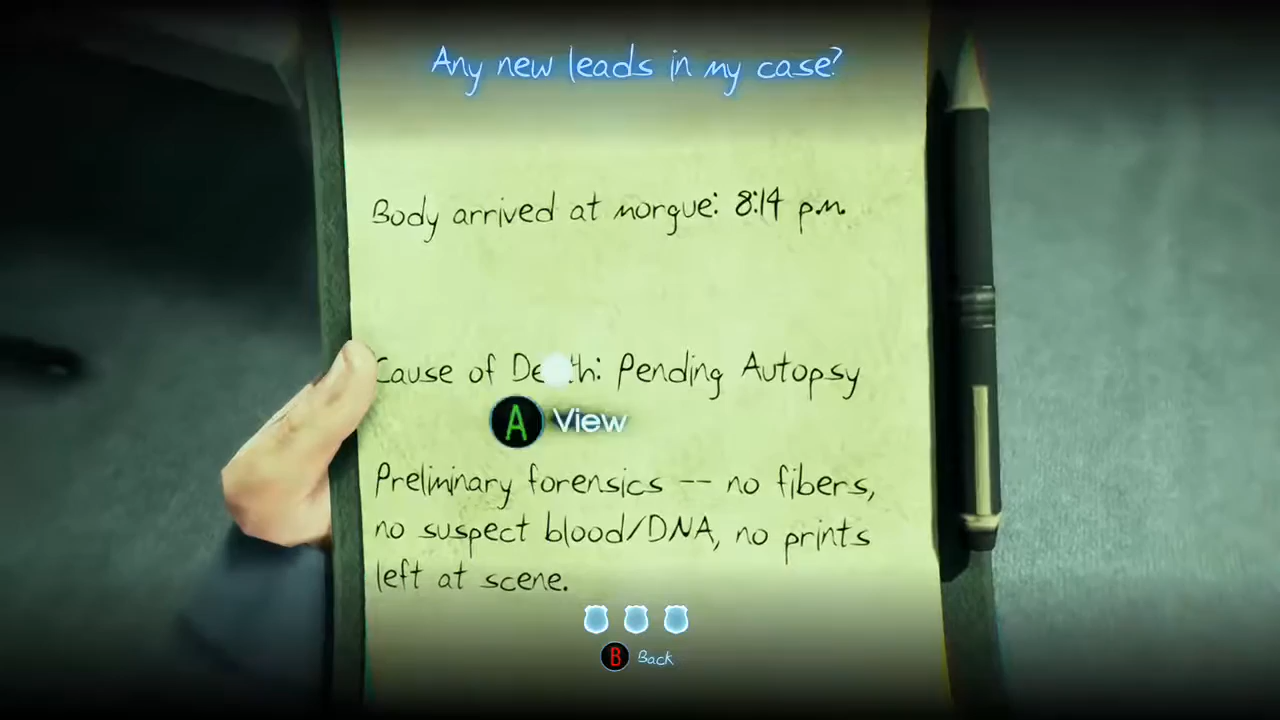 Any new leads in my case?
Body arrived at morgue: 8:14 p.m.
Cause of Death: Pending Autopsy
A View
Preliminary forensics -- no fibers,
no suspect blood/DNA, no prints
left at scene.
B Back